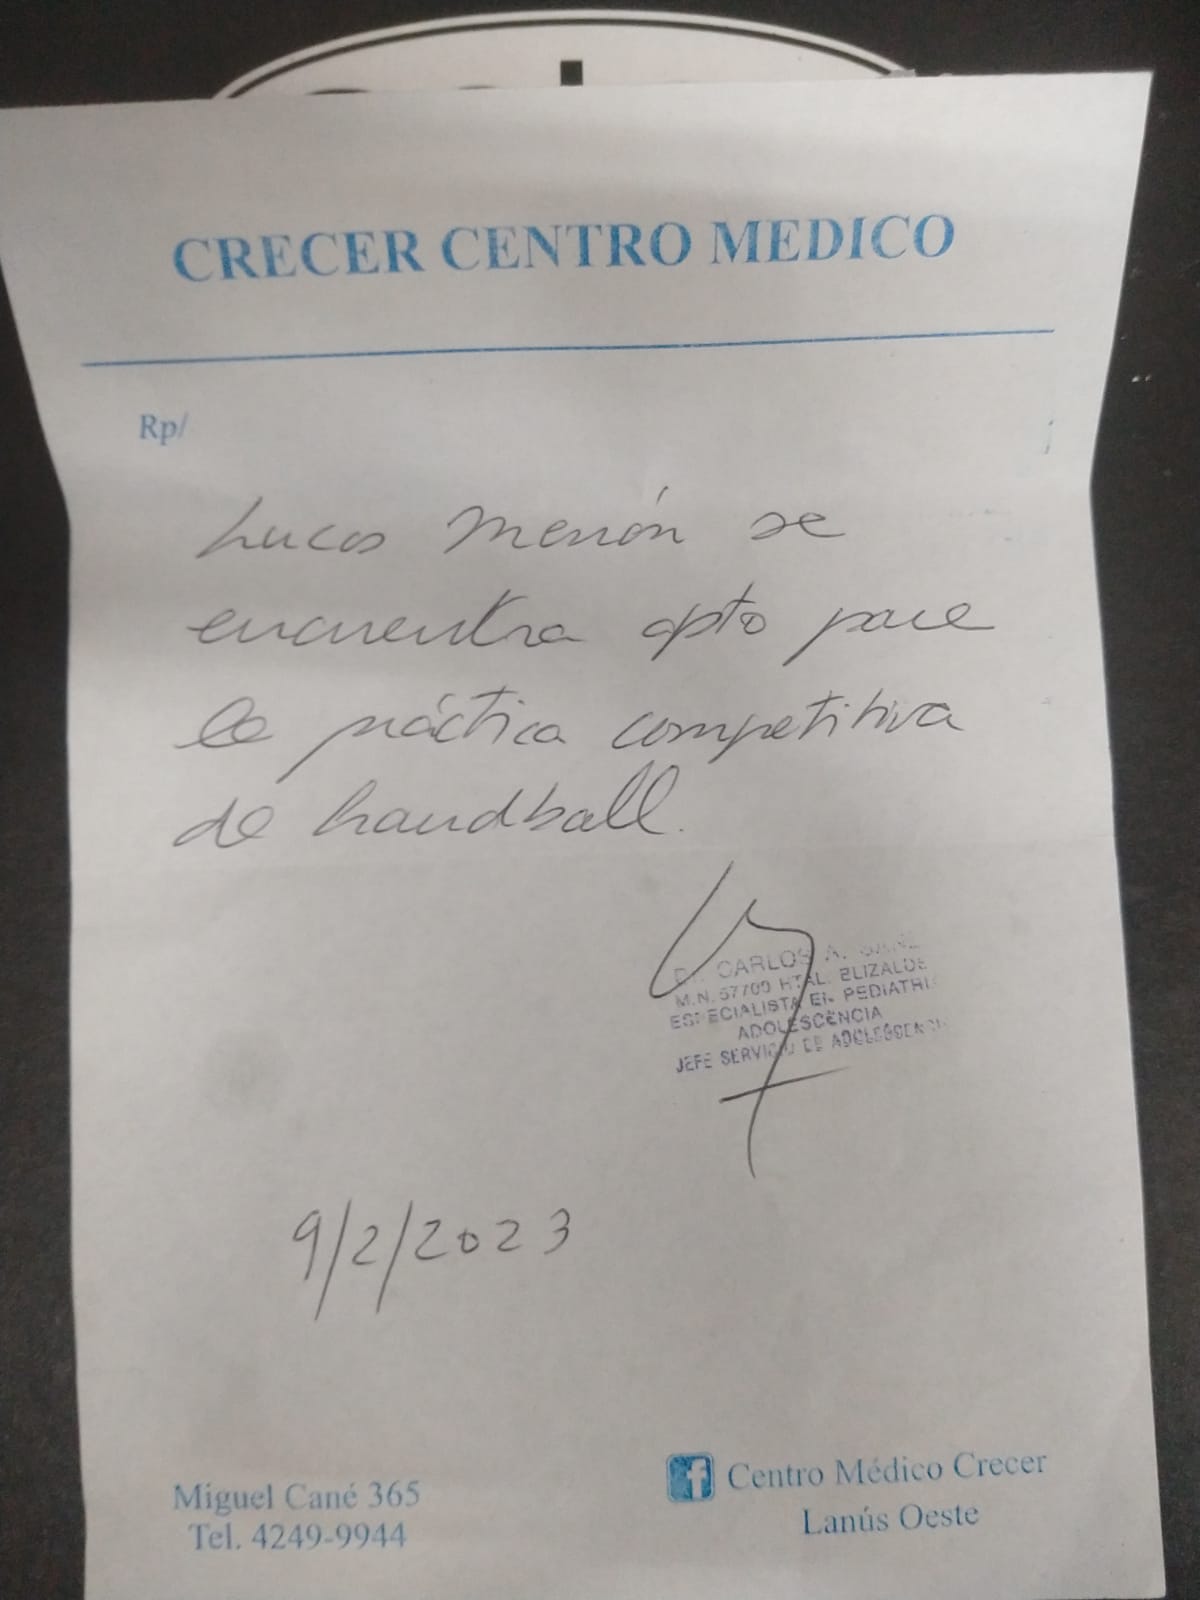 CRECER CENTRO MEDICO
Rp/
Lucas Menón se
encuentra apto para
la práctica competitiva
de handball.
Dr. CARLOS A.
M.N. 57700 HTAL. ELIZALDE
ESPECIALISTA EN PEDIATRIA
ADOLESCENCIA
JEFE SERVICIO DE ADOLESCENCIA
9/2/2023
Miguel Cané 365
Tel. 4249-9944
f Centro Médico Crecer
Lanús Oeste